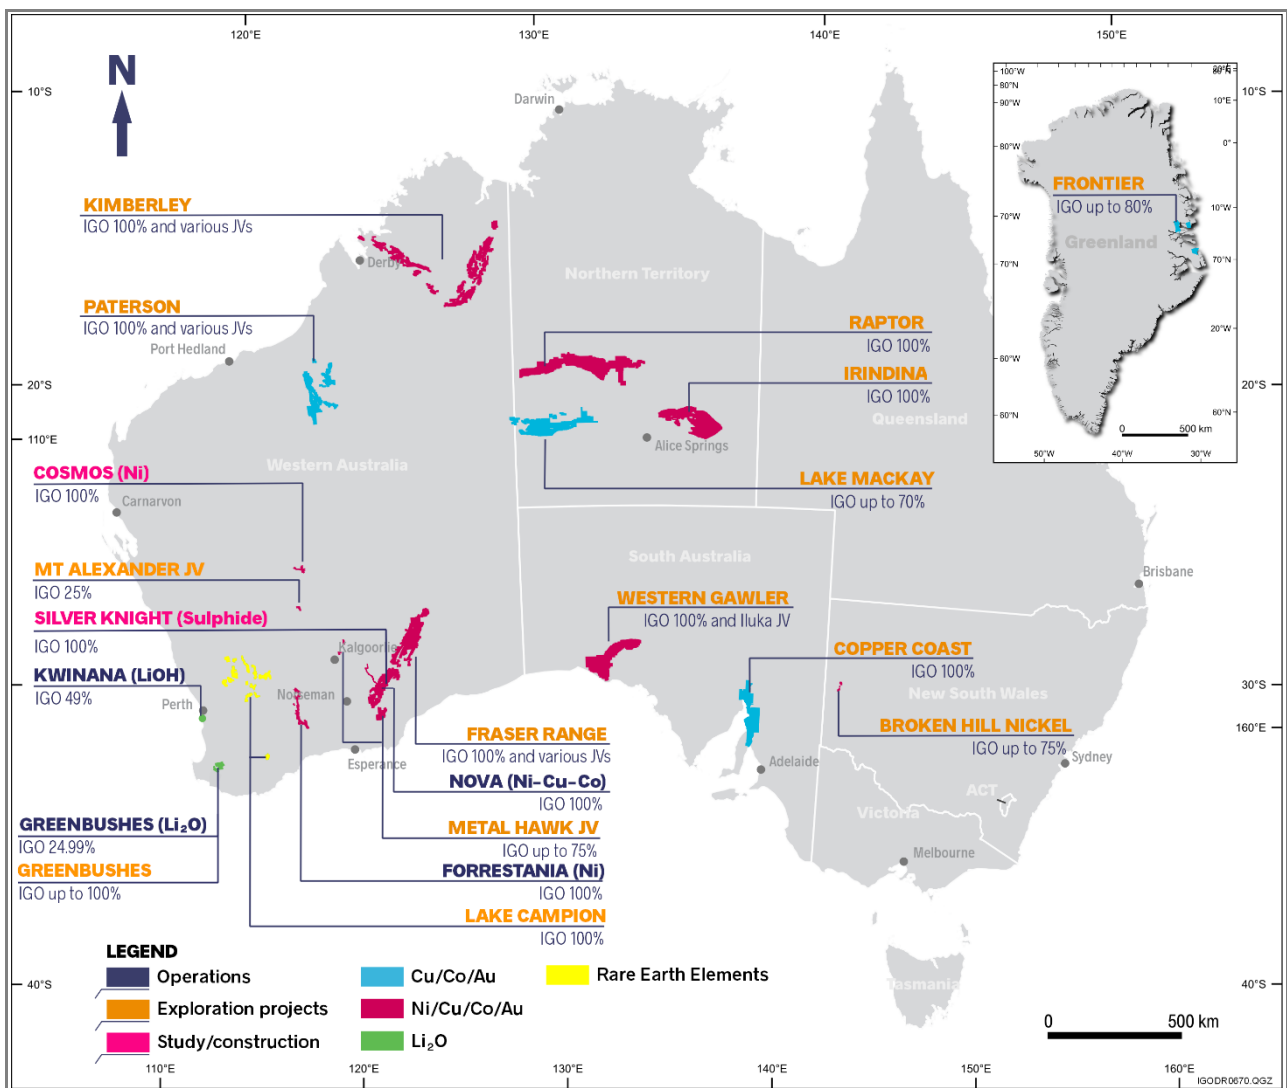 120°E
130°E
140°E
150°E
N
10°S
10°S
Darwin
100°W
80°N
90°W
10°E
0°
80°W
FRONTIER
IGO up to 80%
10°W
70°W
Greenland
70°N
70°N
20°W
60°W
60°N
60°N
0
500 km
50°W
40°W
30°W
KIMBERLEY
IGO 100% and various JVs
Derby
Northern Territory
PATERSON
IGO 100% and various JVs
Port Hedland
RAPTOR
IGO 100%
IRINDINA
IGO 100%
20°S
20°S
Queensland
110°E
Alice Springs
Western Australia
COSMOS (Ni)
IGO 100%
LAKE MACKAY
IGO up to 70%
Carnarvon
South Australia
MT ALEXANDER JV
IGO 25%
Brisbane
WESTERN GAWLER
IGO 100% and Iluka JV
SILVER KNIGHT (Sulphide)
IGO 100%
Kalgoorlie
COPPER COAST
IGO 100%
KWINANA (LiOH)
IGO 49%
Perth
Norseman
30°S
New South Wales
160°E
BROKEN HILL NICKEL
IGO up to 75%
FRASER RANGE
IGO 100% and various JVs
Esperance
Adelaide
Sydney
NOVA (Ni-Cu-Co)
IGO 100%
ACT
Victoria
GREENBUSHES (Li₂O)
IGO 24.99%
METAL HAWK JV
IGO up to 75%
Melbourne
GREENBUSHES
IGO up to 100%
FORRESTANIA (Ni)
IGO 100%
LAKE CAMPION
IGO 100%
LEGEND
Operations
Cu/Co/Au
Rare Earth Elements
Exploration projects
Ni/Cu/Co/Au
Study/construction
Li₂O
40°S
40°S
Tasmania
0
500 km
110°E
120°E
130°E
140°E
150°E
160°E
IGODR0670.QGZ